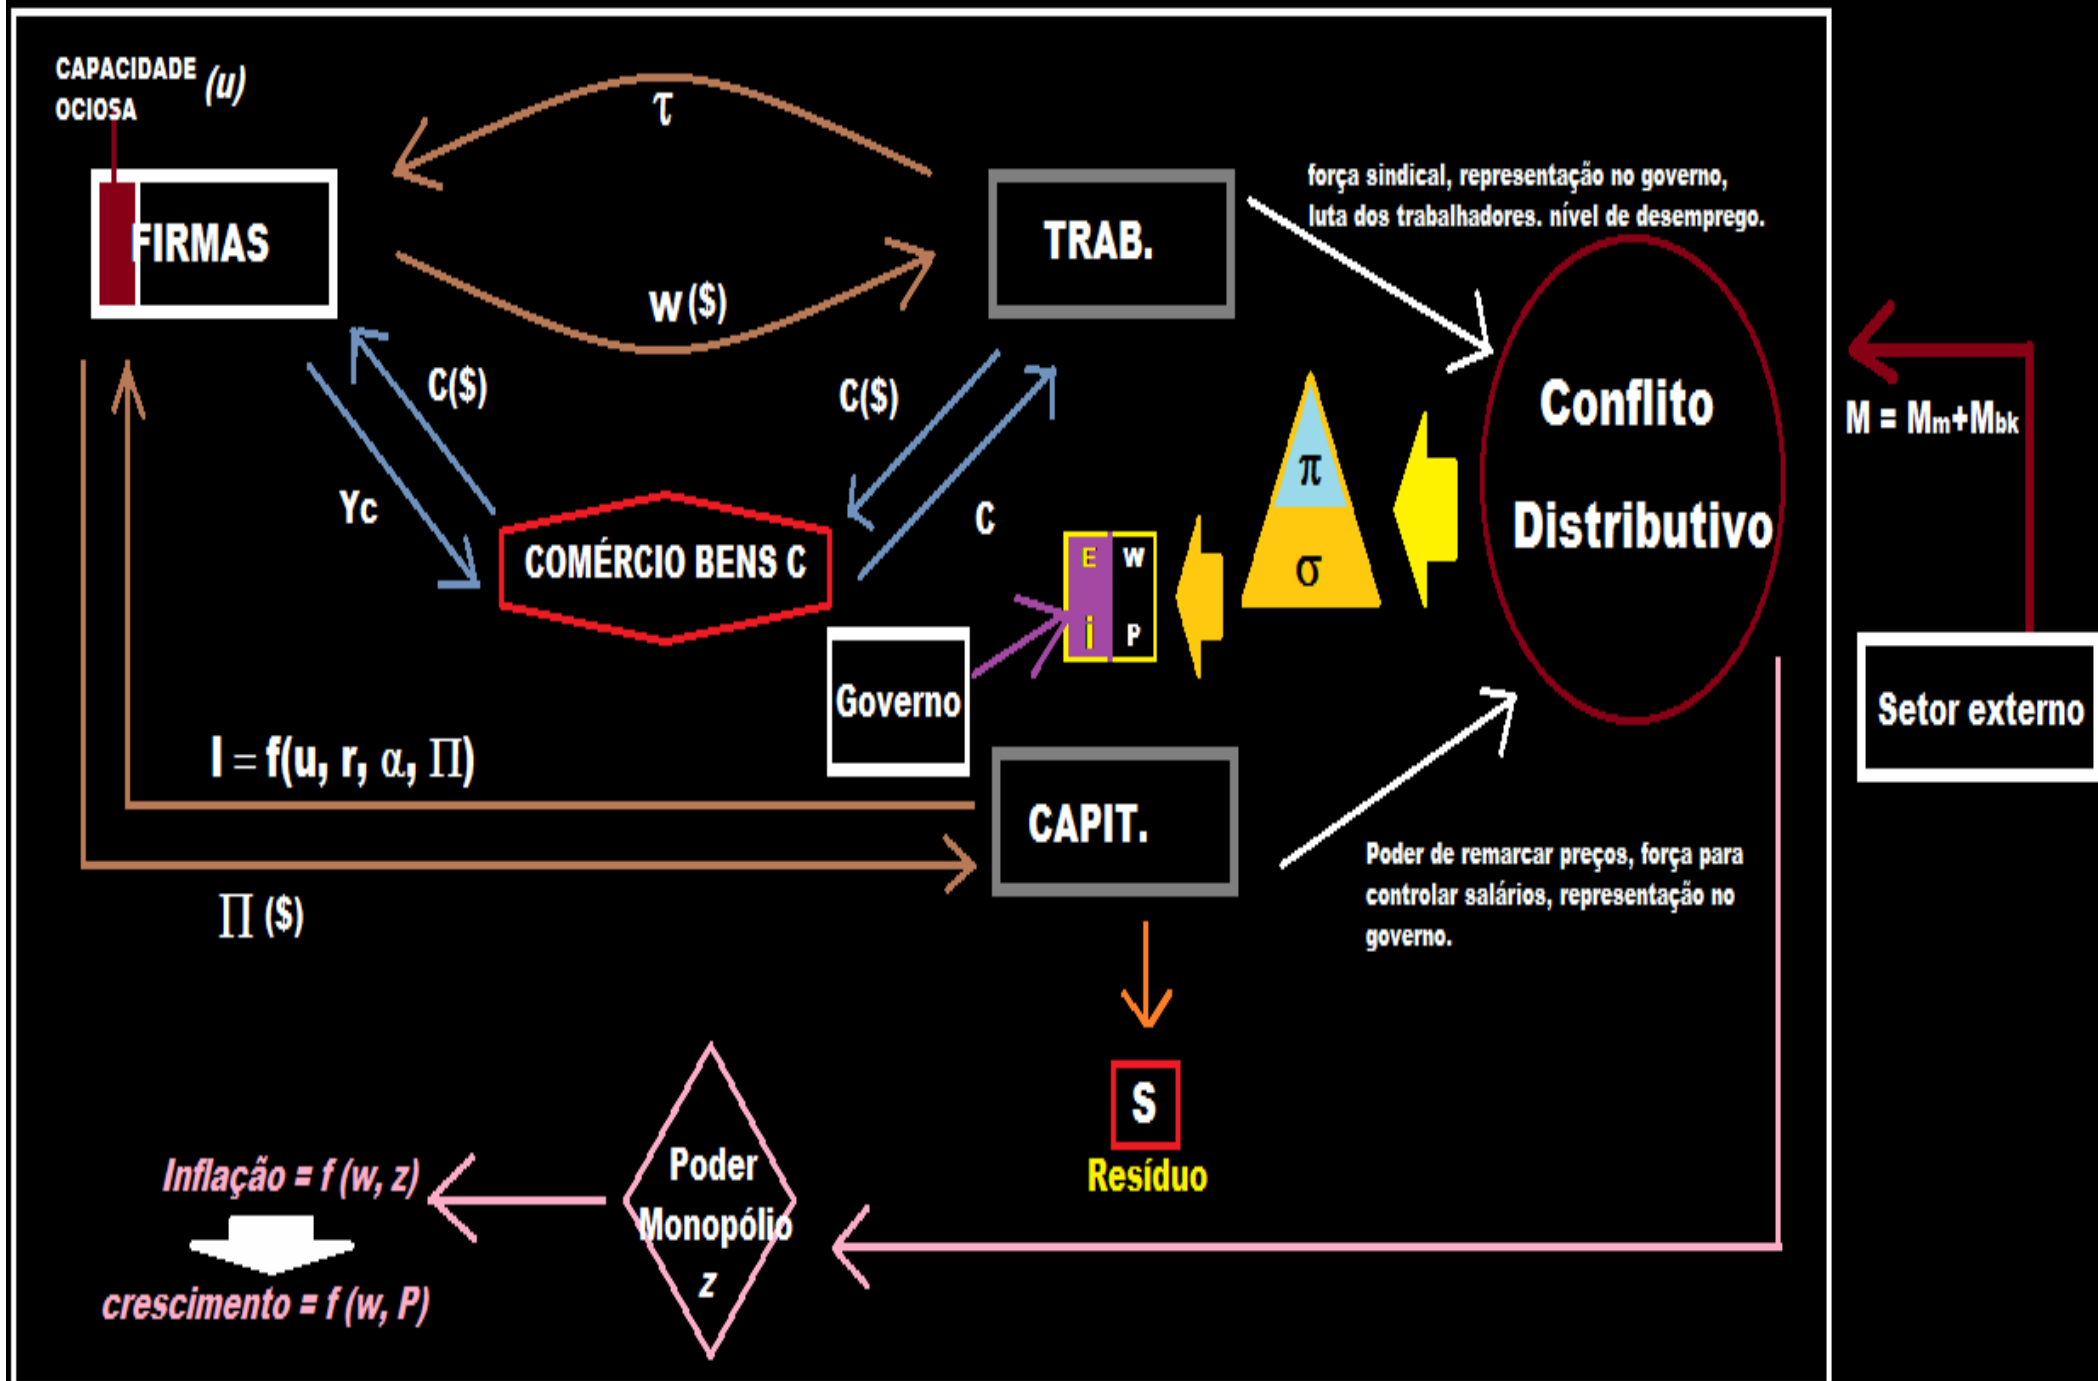 CAPACIDADE (u)
OCIOSA
τ
FIRMAS
TRAB.
w ($)
força sindical, representação no governo,
luta dos trabalhadores. nível de desemprego.
C($)
C($)
Yc
C
COMÉRCIO BENS C
π
σ
E W
i P
Conflito
Distributivo
M = Mm+Mbk
Setor externo
Governo
I = f(u, r, α, Π)
CAPIT.
Π ($)
Poder de remarcar preços, força para
controlar salários, representação no
governo.
S
Resíduo
Poder
Monopólio
z
Inflação = f (w, z)
crescimento = f (w, P)